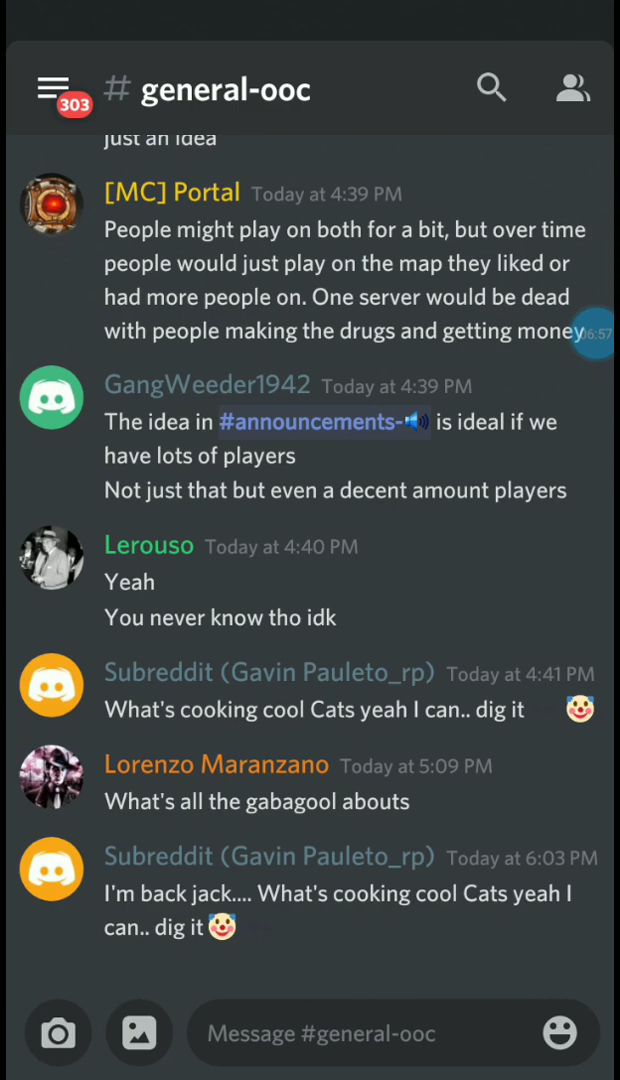 303
# general-ooc
just an idea
[MC] Portal Today at 4:39 PM
People might play on both for a bit, but over time
people would just play on the map they liked or
had more people on. One server would be dead
with people making the drugs and getting money
06:57
GangWeeder1942 Today at 4:39 PM
The idea in #announcements-🔊 is ideal if we
have lots of players
Not just that but even a decent amount players
Lerouso Today at 4:40 PM
Yeah
You never know tho idk
Subreddit (Gavin Pauleto_rp) Today at 4:41 PM
What's cooking cool Cats yeah I can.. dig it 🤡
Lorenzo Maranzano Today at 5:09 PM
What's all the gabagool abouts
Subreddit (Gavin Pauleto_rp) Today at 6:03 PM
I'm back jack.... What's cooking cool Cats yeah I
can.. dig it 🤡
Message #general-ooc